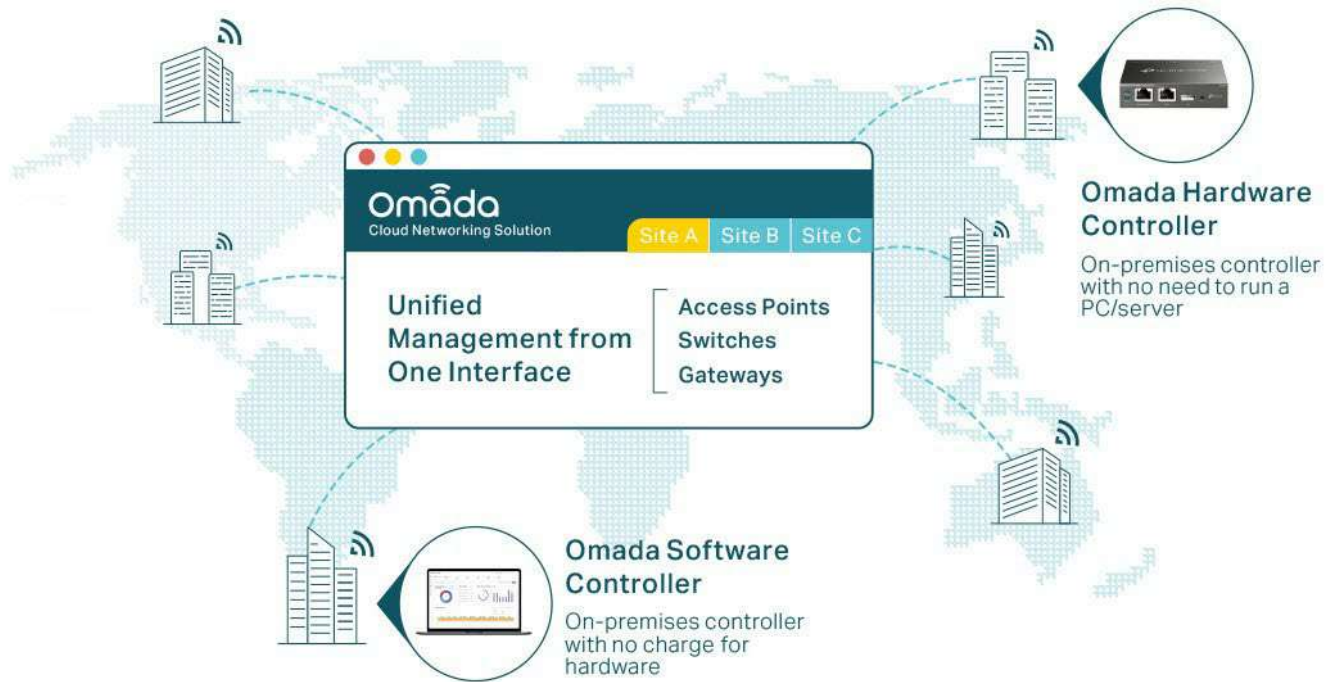 Omada
Cloud Networking Solution
Site A
Site B
Site C
Unified
Management from
One Interface
Access Points
Switches
Gateways
Omada Hardware
Controller
On-premises controller
with no need to run a
PC/server
Omada Software
Controller
On-premises controller
with no charge for
hardware